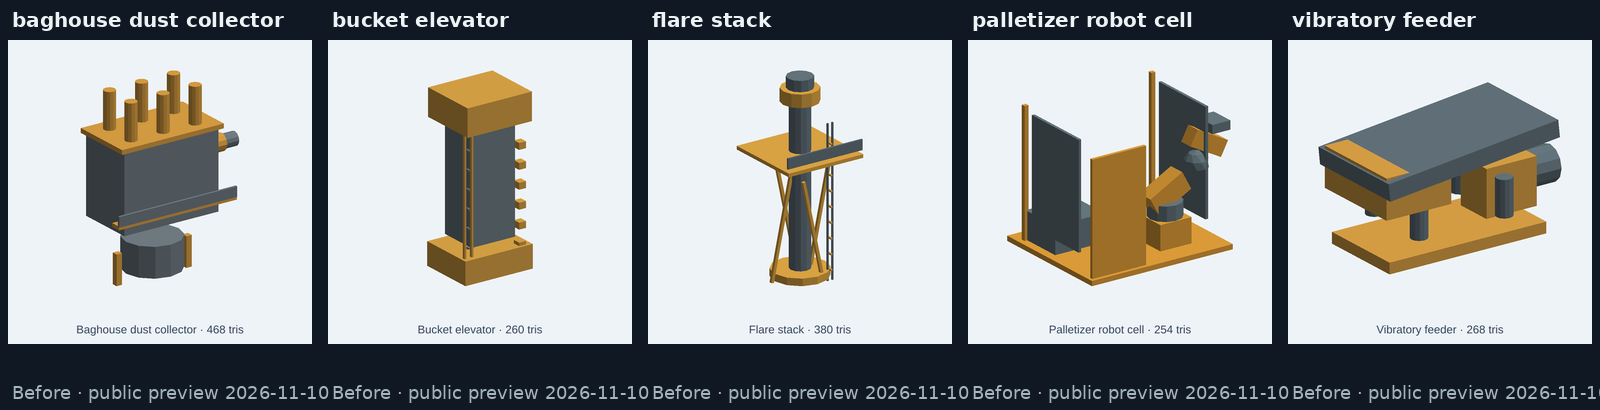 baghouse dust collector
bucket elevator
flare stack
palletizer robot cell
vibratory feeder
Baghouse dust collector · 468 tris
Bucket elevator · 260 tris
Flare stack · 380 tris
Palletizer robot cell · 254 tris
Vibratory feeder · 268 tris
Before · public preview 2026-11-10
Before · public preview 2026-11-10
Before · public preview 2026-11-10
Before · public preview 2026-11-10
Before · public preview 2026-11-10